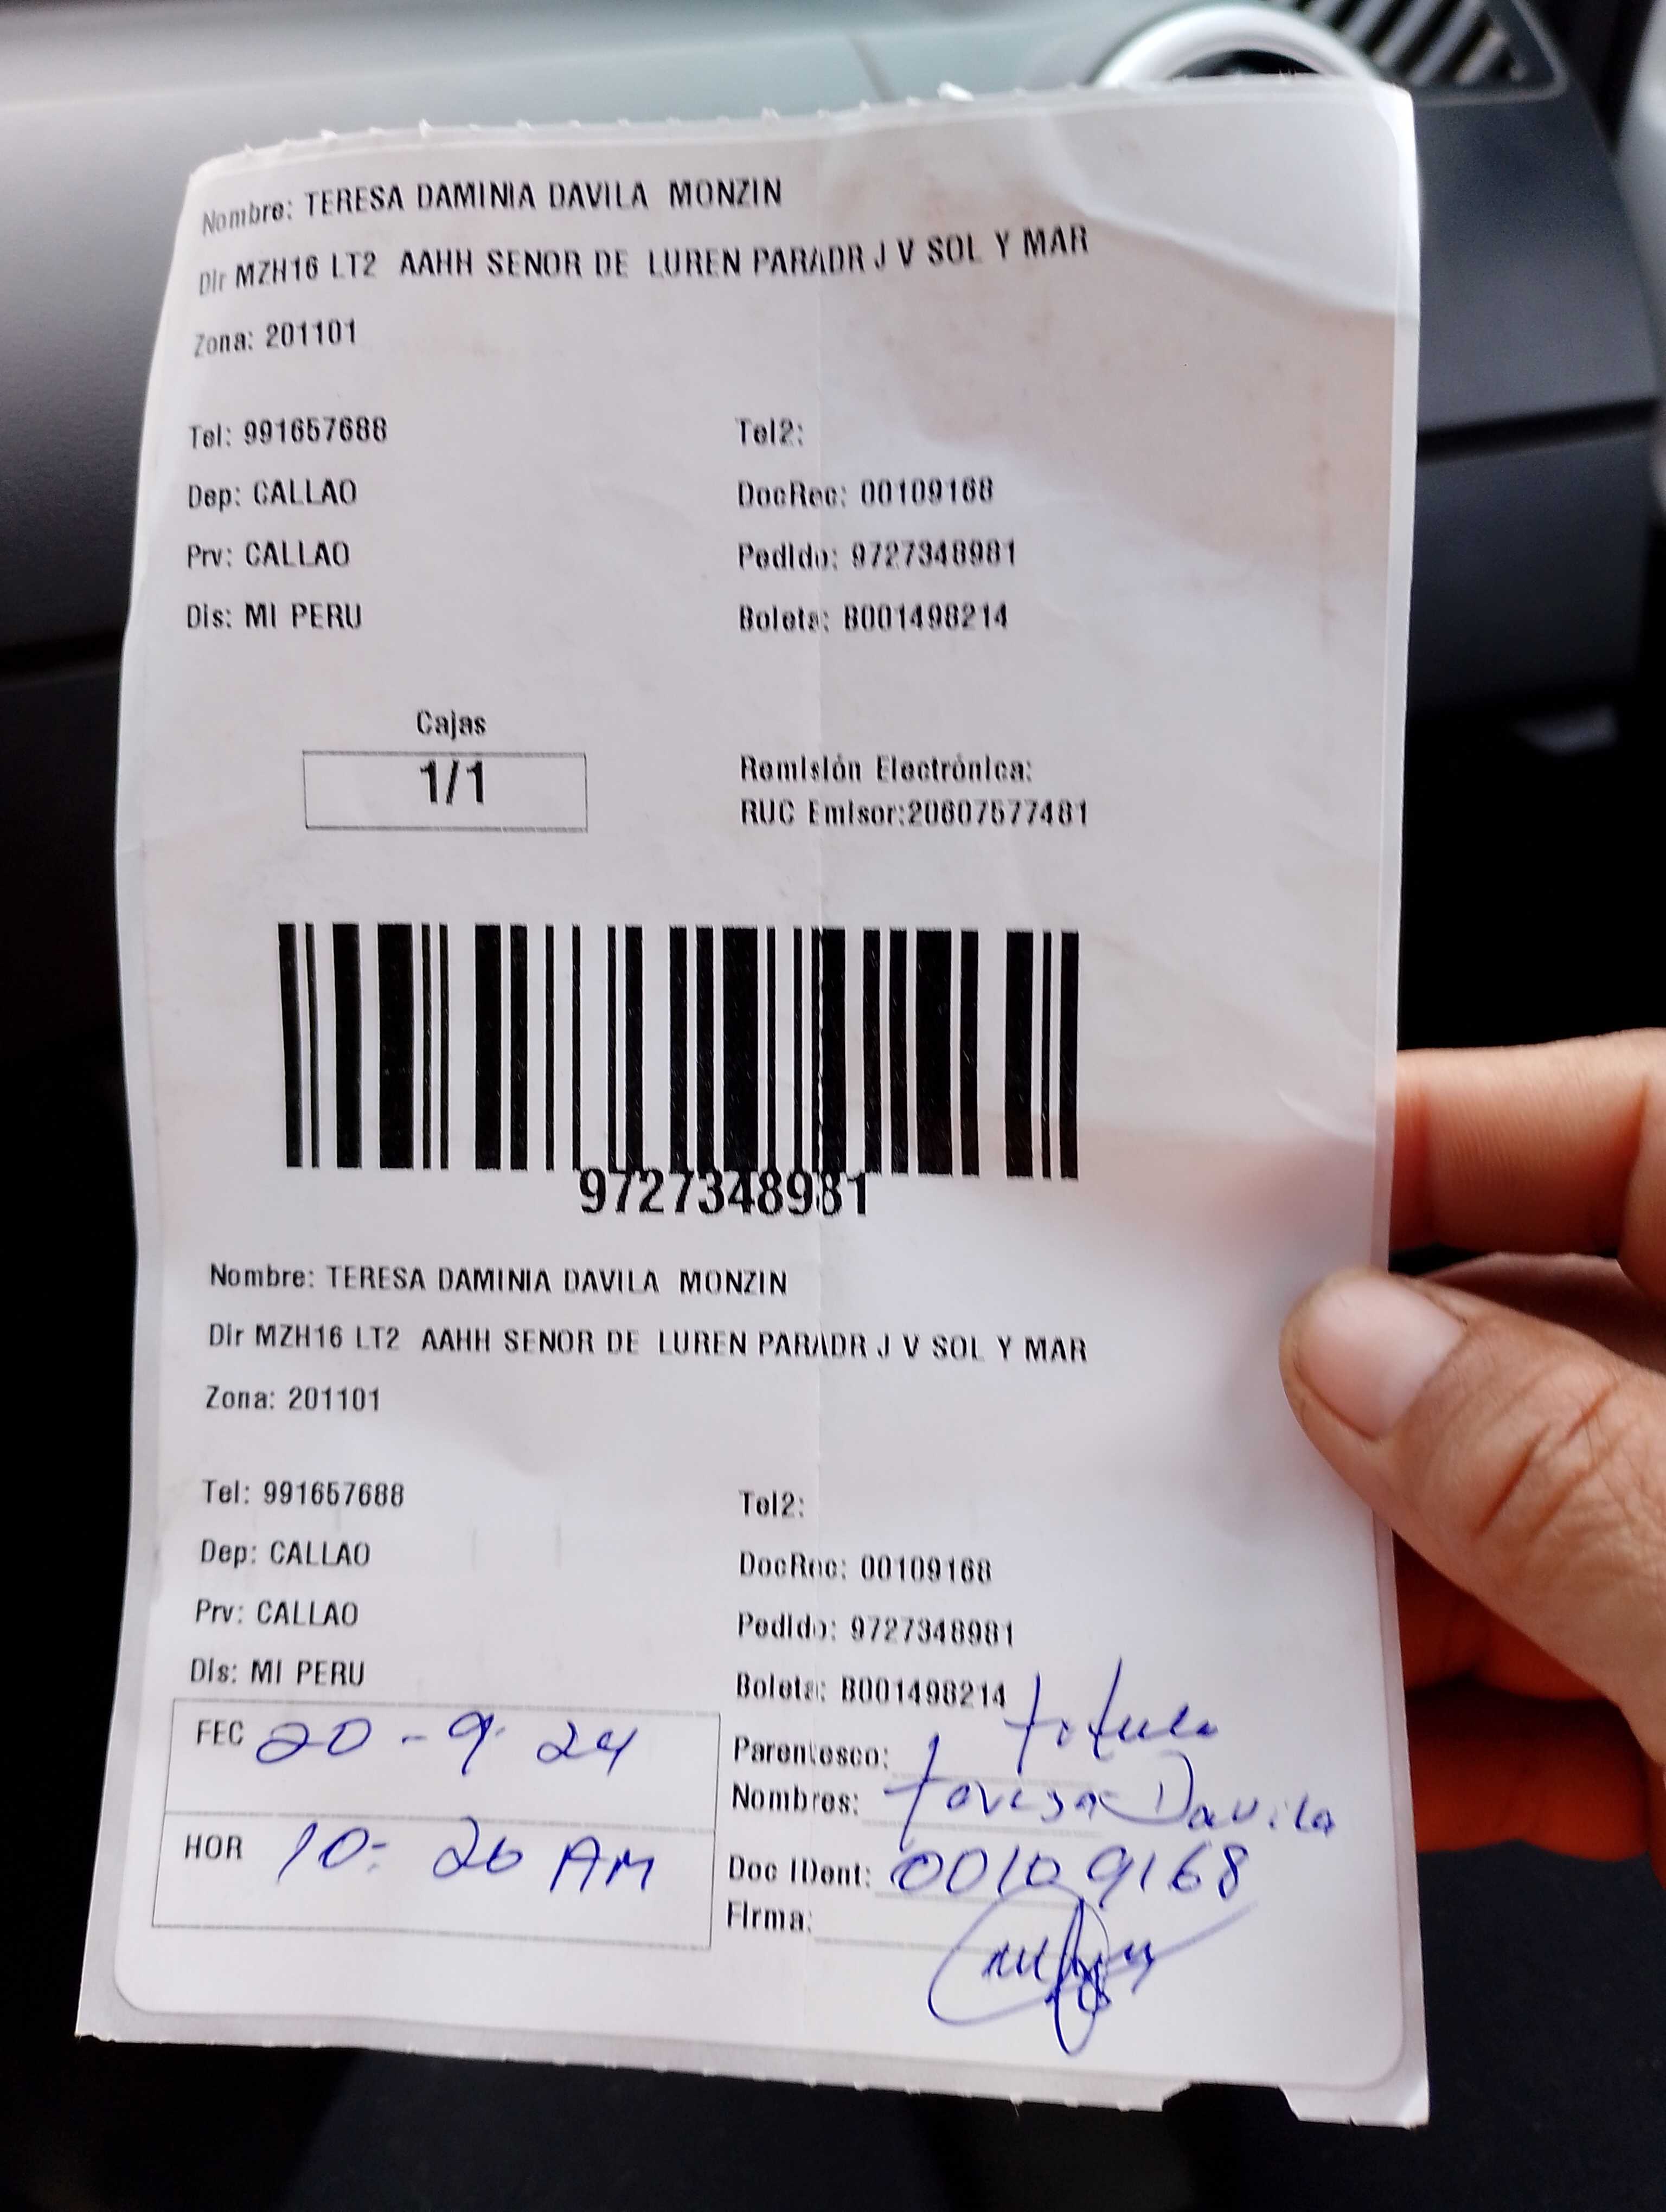 Nombre: TERESA DAMINIA DAVILA MONZIN
Dir MZH16 LT2 AAHH SENOR DE LUREN PARADR J V SOL Y MAR
Zona: 201101
Tel: 991657688 Tel2:
Dep: CALLAO DocRec: 00109168
Prv: CALLAO Pedido: 9727348981
Dis: MI PERU Boleta: B001498214
Cajas
1/1
Remisión Electrónica:
RUC Emisor:20607577481
9727348981
Nombre: TERESA DAMINIA DAVILA MONZIN
Dir MZH16 LT2 AAHH SENOR DE LUREN PARADR J V SOL Y MAR
Zona: 201101
Tel: 991657688 Tel2:
Dep: CALLAO DocRec: 00109168
Prv: CALLAO Pedido: 9727348981
Dis: MI PERU Boleta: B001498214
FEC 20-9-24
HOR 10:26 AM
Parentesco:
Nombres: Teresa Davila
Doc IDent: 00109168
Firma: